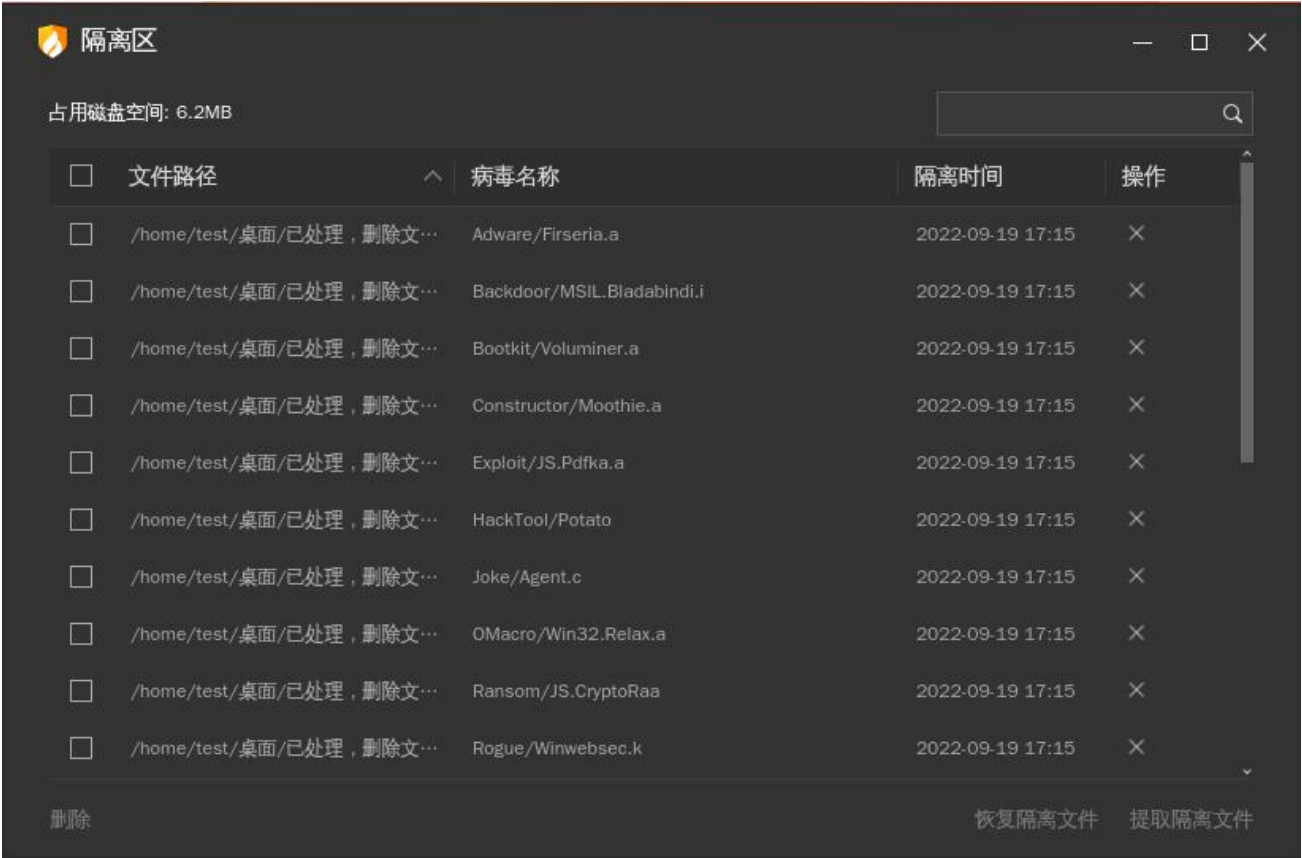 隔离区
占用磁盘空间: 6.2MB
文件路径 病毒名称 隔离时间 操作
/home/test/桌面/已处理，删除文… Adware/Firseria.a 2022-09-19 17:15
/home/test/桌面/已处理，删除文… Backdoor/MSIL.Bladabindi.i 2022-09-19 17:15
/home/test/桌面/已处理，删除文… Bootkit/Voluminer.a 2022-09-19 17:15
/home/test/桌面/已处理，删除文… Constructor/Moothie.a 2022-09-19 17:15
/home/test/桌面/已处理，删除文… Exploit/JS.Pdfka.a 2022-09-19 17:15
/home/test/桌面/已处理，删除文… HackTool/Potato 2022-09-19 17:15
/home/test/桌面/已处理，删除文… Joke/Agent.c 2022-09-19 17:15
/home/test/桌面/已处理，删除文… OMacro/Win32.Relax.a 2022-09-19 17:15
/home/test/桌面/已处理，删除文… Ransom/JS.CryptoRaa 2022-09-19 17:15
/home/test/桌面/已处理，删除文… Rogue/Winwebsec.k 2022-09-19 17:15
删除 恢复隔离文件 提取隔离文件